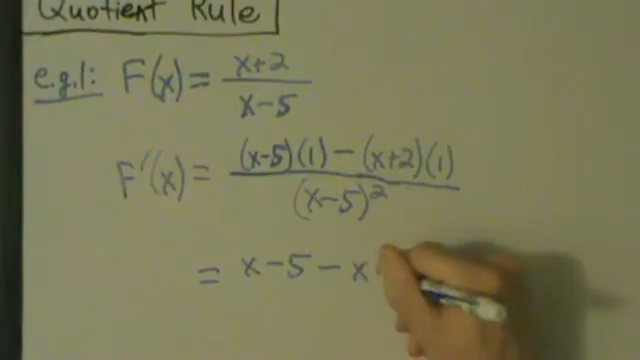 Quotient Rule
e.g.1: F(x) = x+2 / x-5
F'(x) = (x-5)(1) - (x+2)(1) / (x-5)²
= x-5-x